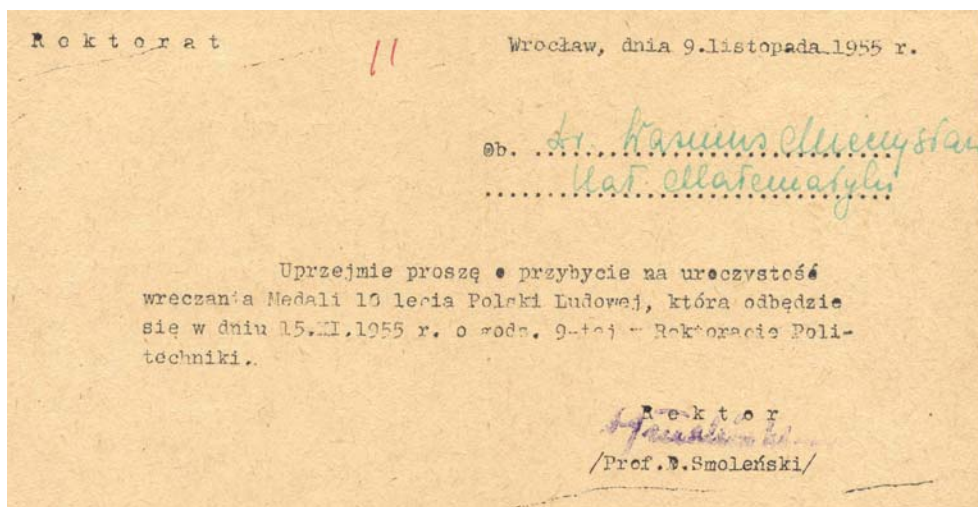 Rektorat
11
Wrocław, dnia 9.listopada 1955 r.
Ob. dr. Warmus Mieczysław
Kat. Matematyki
Uprzejmie proszę o przybycie na uroczystość
wreczania Medali 10 lecia Polski Ludowej, która odbędzie
się w dniu 15.XI.1955 r. o godz. 9-tej w Rektoracie Poli-
techniki.
Rektor
/Prof.D.Smoleński/